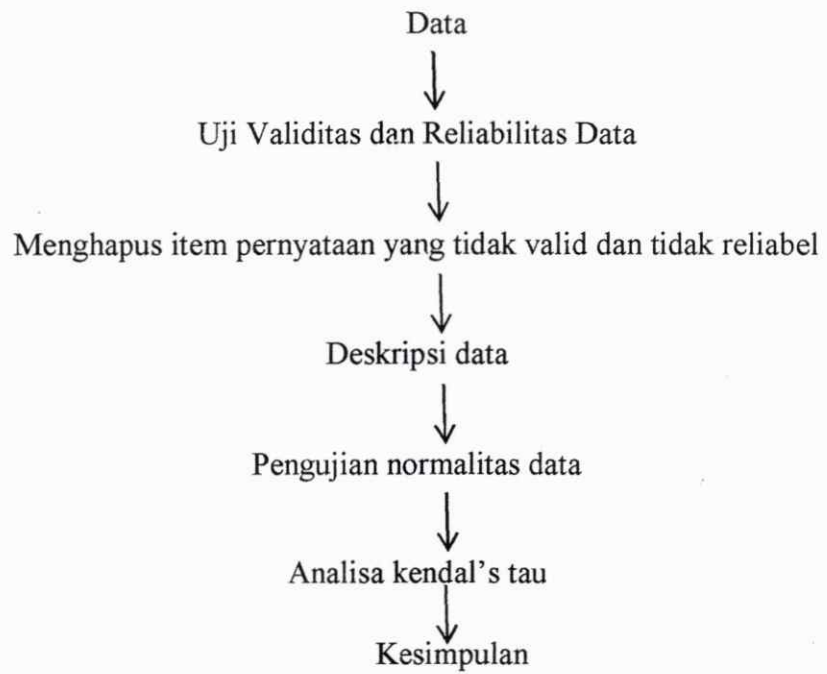 Data
Uji Validitas dan Reliabilitas Data
Menghapus item pernyataan yang tidak valid dan tidak reliabel
Deskripsi data
Pengujian normalitas data
Analisa kendal's tau
Kesimpulan